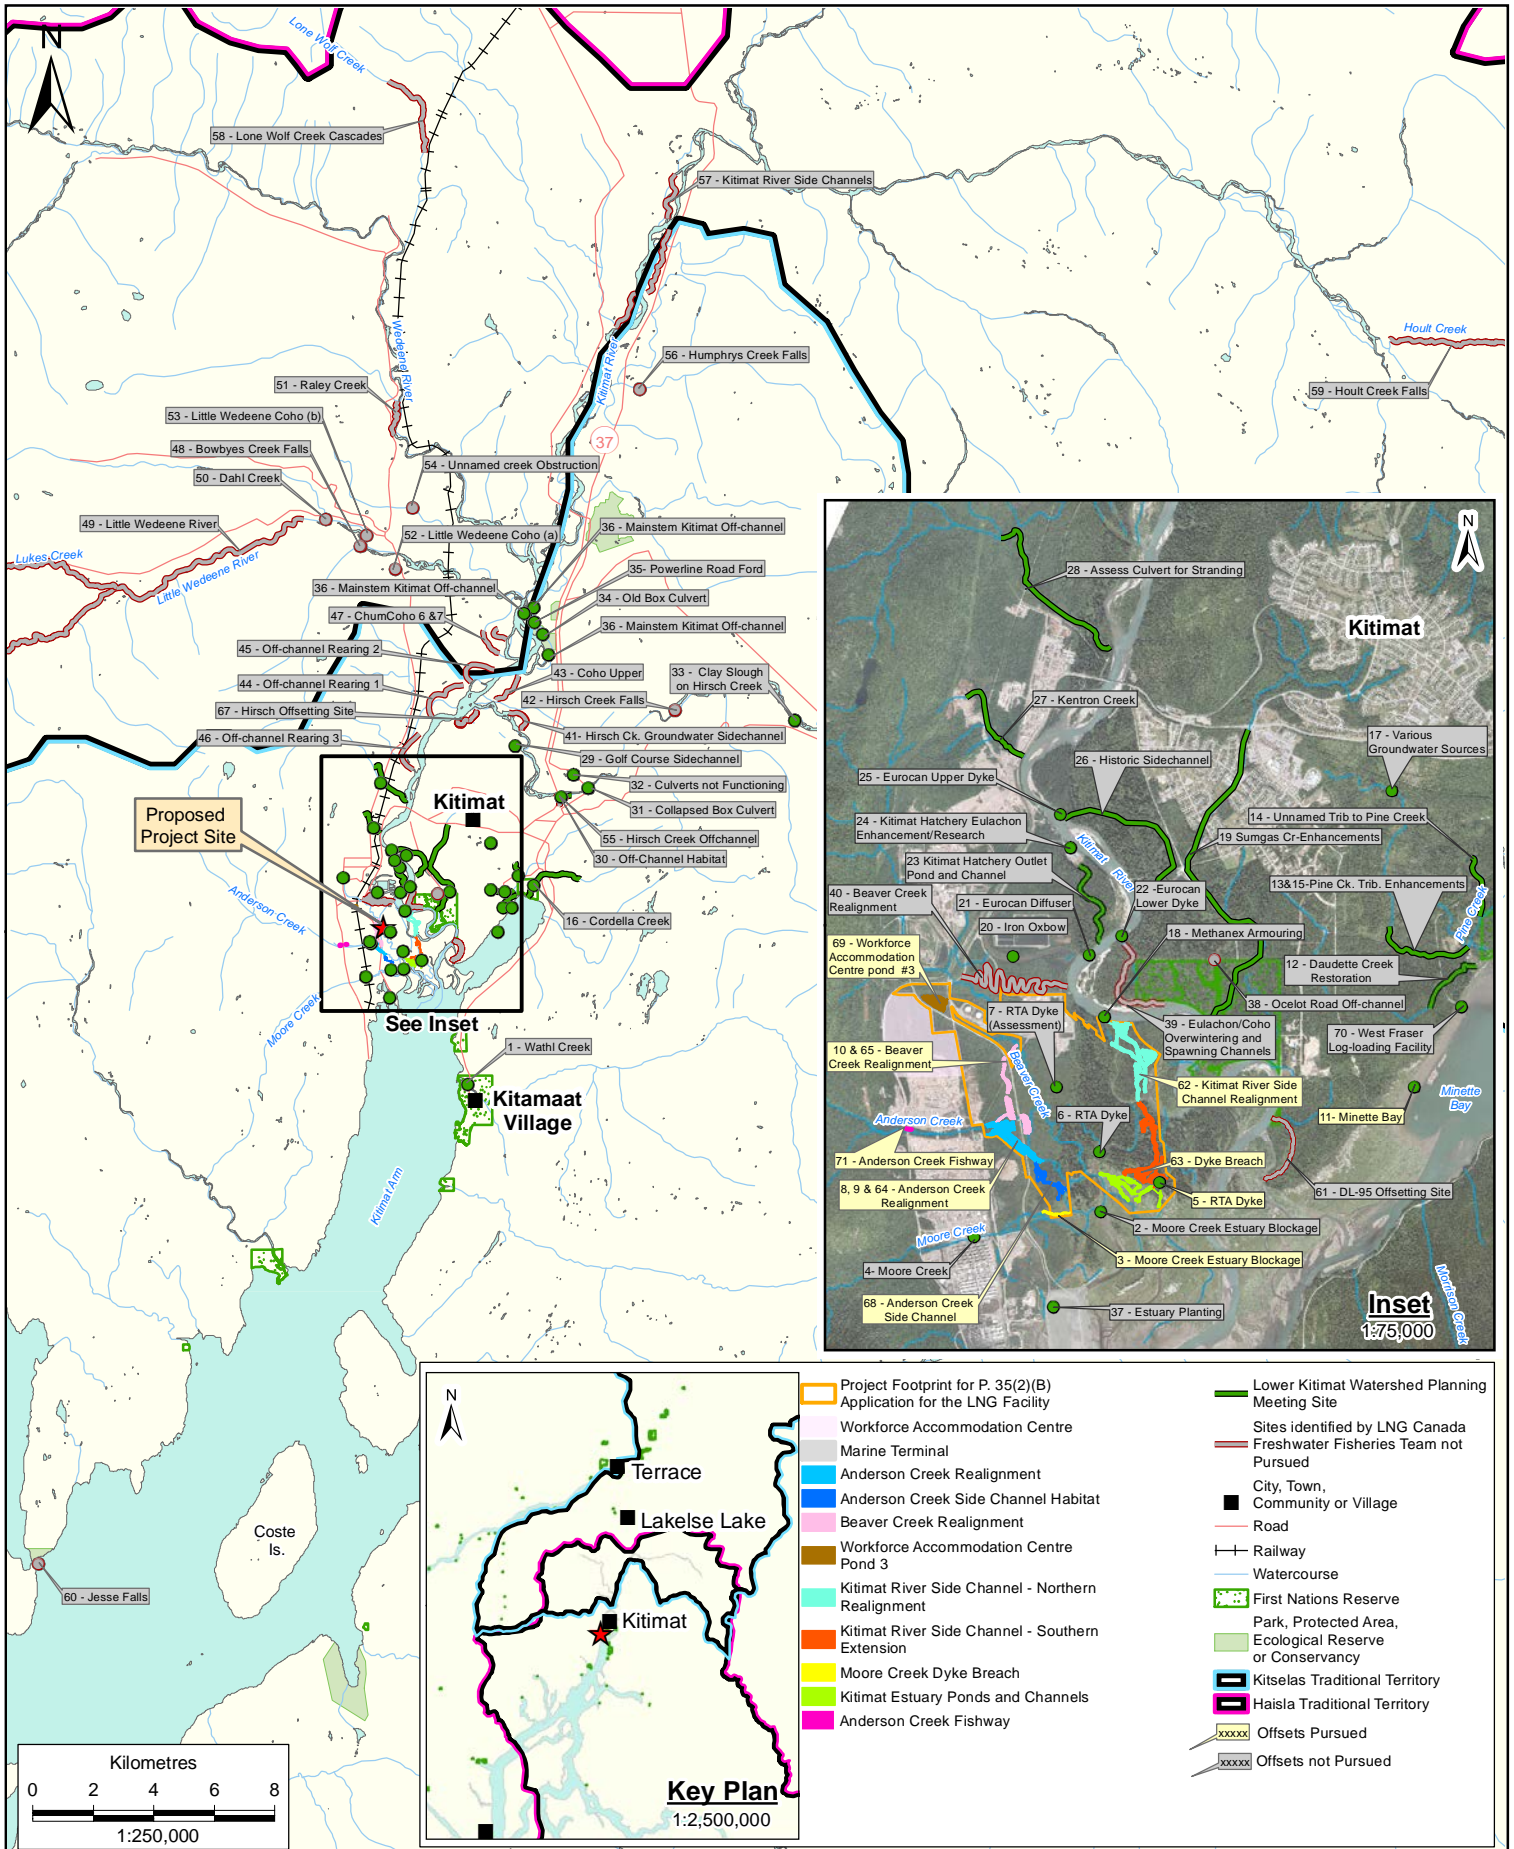 N
Lone Wolf Creek
58 - Lone Wolf Creek Cascades
57 - Kitimat River Side Channels
Wedeene River
Kitimat River
Hoult Creek
56 - Humphrys Creek Falls
59 - Hoult Creek Falls
51 - Raley Creek
53 - Little Wedeene Coho (b)
37
48 - Bowbyes Creek Falls
54 - Unnamed creek Obstruction
50 - Dahl Creek
49 - Little Wedeene River
52 - Little Wedeene Coho (a)
36 - Mainstem Kitimat Off-channel
Lukes Creek
Little Wedeene River
35- Powerline Road Ford
36 - Mainstem Kitimat Off-channel
34 - Old Box Culvert
47 - ChumCoho 6 &7
36 - Mainstem Kitimat Off-channel
45 - Off-channel Rearing 2
43 - Coho Upper
33 - Clay Slough
on Hirsch Creek
44 - Off-channel Rearing 1
42 - Hirsch Creek Falls
67 - Hirsch Offsetting Site
46 - Off-channel Rearing 3
41- Hirsch Ck. Groundwater Sidechannel
29 - Golf Course Sidechannel
32 - Culverts not Functioning
31 - Collapsed Box Culvert
55 - Hirsch Creek Offchannel
30 - Off-Channel Habitat
Kitimat
Proposed
Project Site
Anderson Creek
16 - Cordella Creek
Moore Creek
See Inset
1 - Wathl Creek
Kitamaat
Village
Kitimat Arm
Coste
Is.
60 - Jesse Falls
Kilometres
0 2 4 6 8
1:250,000
N
28 - Assess Culvert for Stranding
Kitimat
27 - Kentron Creek
17 - Various
Groundwater Sources
26 - Historic Sidechannel
25 - Eurocan Upper Dyke
14 - Unnamed Trib to Pine Creek
24 - Kitimat Hatchery Eulachon
Enhancement/Research
19 Sumgas Cr-Enhancements
Kitimat
River
23 Kitimat Hatchery Outlet
Pond and Channel
22 -Eurocan
Lower Dyke
13&15-Pine Ck. Trib. Enhancements
Pine Creek
40 - Beaver Creek
Realignment
21 - Eurocan Diffuser
20 - Iron Oxbow
18 - Methanex Armouring
69 - Workforce
Accommodation
Centre pond #3
12 - Daudette Creek
Restoration
38 - Ocelot Road Off-channel
7 - RTA Dyke
(Assessment)
39 - Eulachon/Coho
Overwintering and
Spawning Channels
70 - West Fraser
Log-loading Facility
10 & 65 - Beaver
Creek Realignment
Beaver Creek
62 - Kitimat River Side
Channel Realignment
Minette
Bay
11- Minette Bay
6 - RTA Dyke
Anderson Creek
71 - Anderson Creek Fishway
63 - Dyke Breach
8, 9 & 64 - Anderson Creek
Realignment
5 - RTA Dyke
61 - DL-95 Offsetting Site
2 - Moore Creek Estuary Blockage
Moore Creek
3 - Moore Creek Estuary Blockage
4- Moore Creek
68 - Anderson Creek
Side Channel
37 - Estuary Planting
Morrison Creek
Inset
1:75,000
N
Terrace
Lakelse Lake
Kitimat
Key Plan
1:2,500,000
Project Footprint for P. 35(2)(B)
Application for the LNG Facility
Workforce Accommodation Centre
Marine Terminal
Anderson Creek Realignment
Anderson Creek Side Channel Habitat
Beaver Creek Realignment
Workforce Accommodation Centre
Pond 3
Kitimat River Side Channel - Northern
Realignment
Kitimat River Side Channel - Southern
Extension
Moore Creek Dyke Breach
Kitimat Estuary Ponds and Channels
Anderson Creek Fishway
Lower Kitimat Watershed Planning
Meeting Site
Sites identified by LNG Canada
Freshwater Fisheries Team not
Pursued
City, Town,
Community or Village
Road
Railway
Watercourse
First Nations Reserve
Park, Protected Area,
Ecological Reserve
or Conservancy
Kitselas Traditional Territory
Haisla Traditional Territory
xxxxx Offsets Pursued
xxxxx Offsets not Pursued